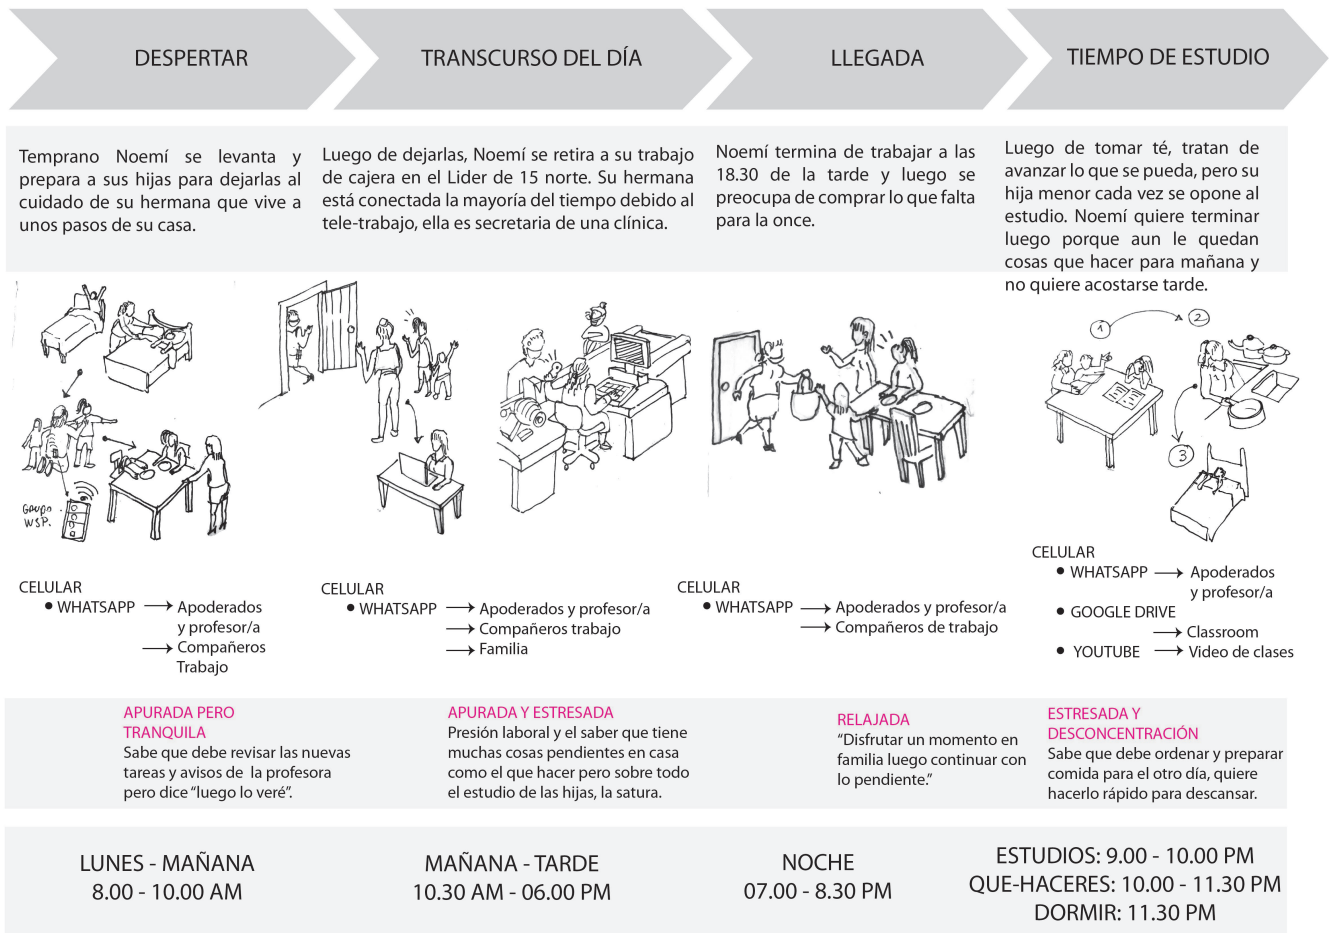 DESPERTAR
TRANSCURSO DEL DÍA
LLEGADA
TIEMPO DE ESTUDIO
Temprano Noemí se levanta y
prepara a sus hijas para dejarlas al
cuidado de su hermana que vive a
unos pasos de su casa.
Luego de dejarlas, Noemí se retira a su trabajo
de cajera en el Lider de 15 norte. Su hermana
está conectada la mayoría del tiempo debido al
tele-trabajo, ella es secretaria de una clínica.
Noemí termina de trabajar a las
18.30 de la tarde y luego se
preocupa de comprar lo que falta
para la once.
Luego de tomar té, tratan de
avanzar lo que se pueda, pero su
hija menor cada vez se opone al
estudio. Noemí quiere terminar
luego porque aun le quedan
cosas que hacer para mañana y
no quiere acostarse tarde.
GRUPO
WSP.
1
2
3
CELULAR
• WHATSAPP → Apoderados
y profesor/a
→ Compañeros
Trabajo
CELULAR
• WHATSAPP → Apoderados y profesor/a
→ Compañeros trabajo
→ Familia
CELULAR
• WHATSAPP → Apoderados y profesor/a
→ Compañeros de trabajo
CELULAR
• WHATSAPP → Apoderados
y profesor/a
• GOOGLE DRIVE
→ Classroom
• YOUTUBE → Video de clases
APURADA PERO
TRANQUILA
Sabe que debe revisar las nuevas
tareas y avisos de la profesora
pero dice “luego lo veré”.
APURADA Y ESTRESADA
Presión laboral y el saber que tiene
muchas cosas pendientes en casa
como el que hacer pero sobre todo
el estudio de las hijas, la satura.
RELAJADA
“Disfrutar un momento en
familia luego continuar con
lo pendiente.”
ESTRESADA Y
DESCONCENTRACIÓN
Sabe que debe ordenar y preparar
comida para el otro día, quiere
hacerlo rápido para descansar.
LUNES - MAÑANA
8.00 - 10.00 AM
MAÑANA - TARDE
10.30 AM - 06.00 PM
NOCHE
07.00 - 8.30 PM
ESTUDIOS: 9.00 - 10.00 PM
QUE-HACERES: 10.00 - 11.30 PM
DORMIR: 11.30 PM